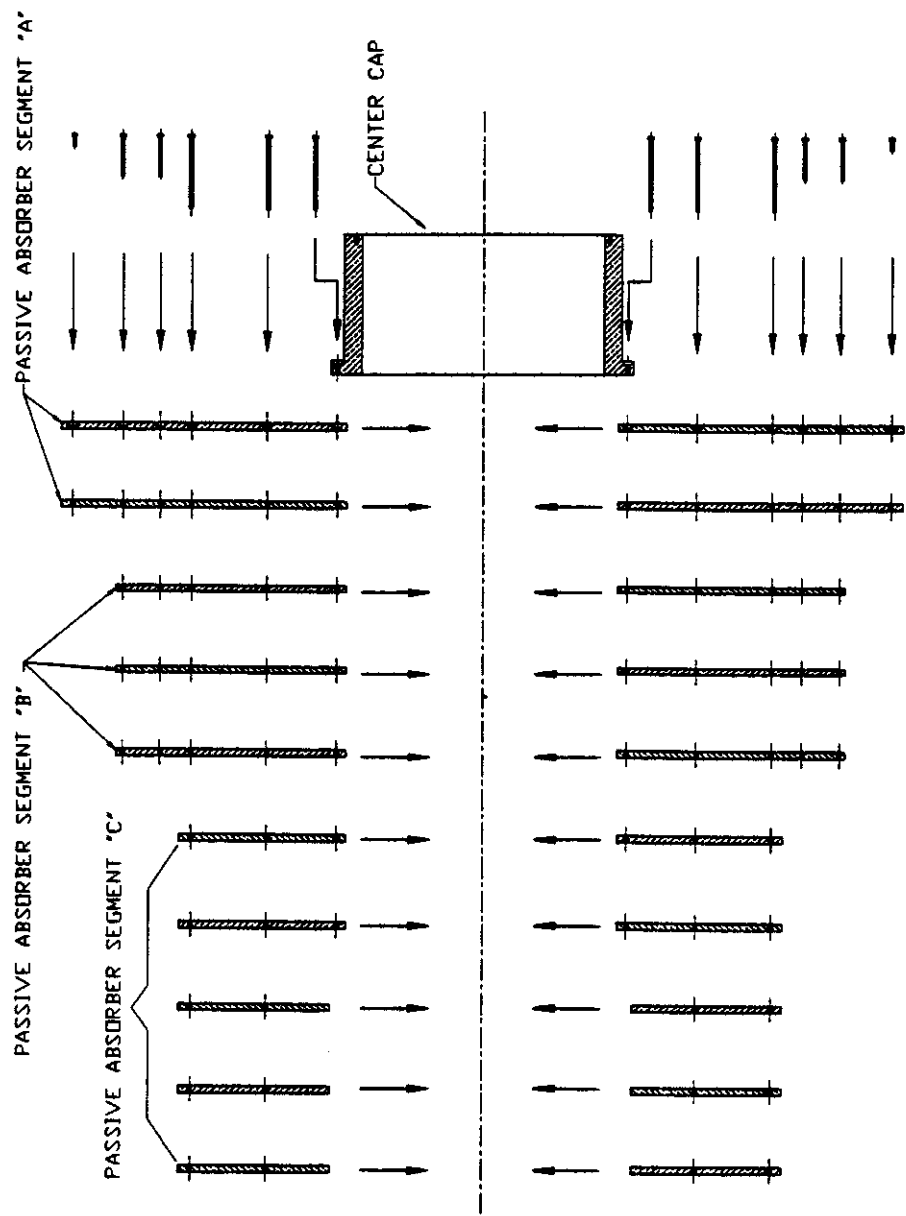 PASSIVE ABSORBER SEGMENT "A"
CENTER CAP
PASSIVE ABSORBER SEGMENT "B"
PASSIVE ABSORBER SEGMENT "C"